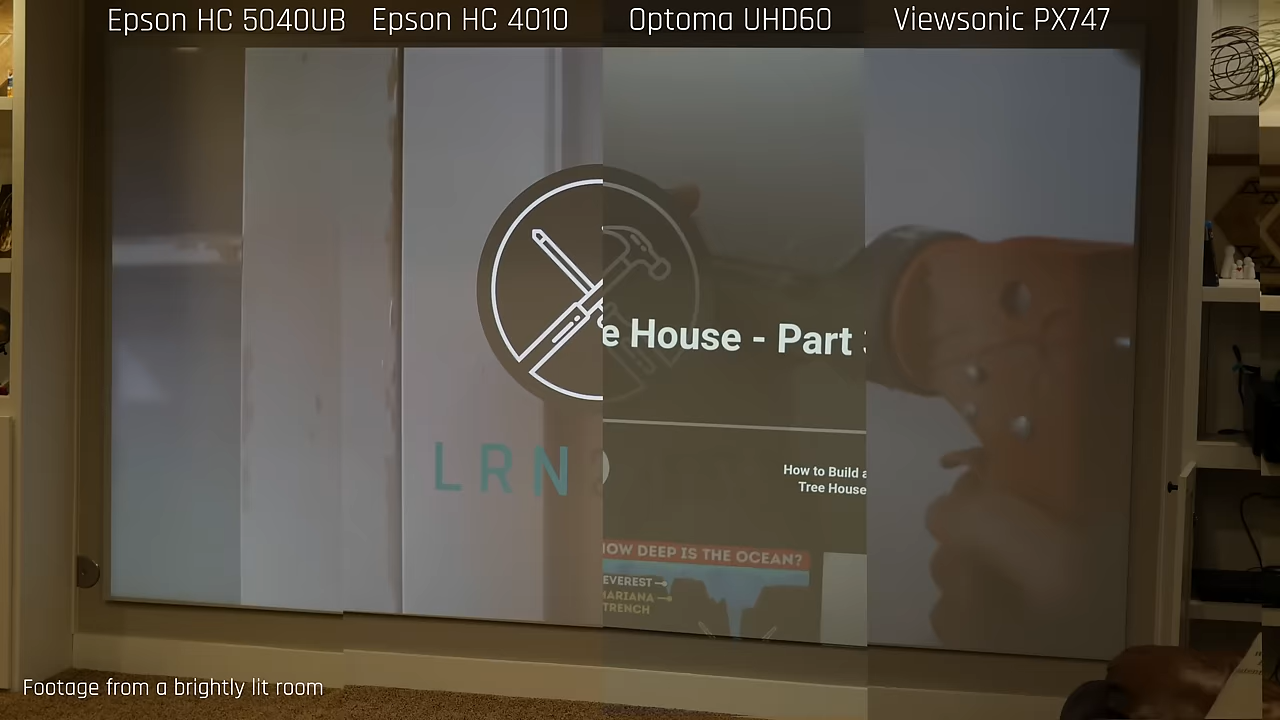 Epson HC 5040UB
Epson HC 4010
Optoma UHD60
Viewsonic PX747
e House - Part
LRN
How to Build a
Tree House
HOW DEEP IS THE OCEAN?
EVEREST
MARIANA
TRENCH
Footage from a brightly lit room